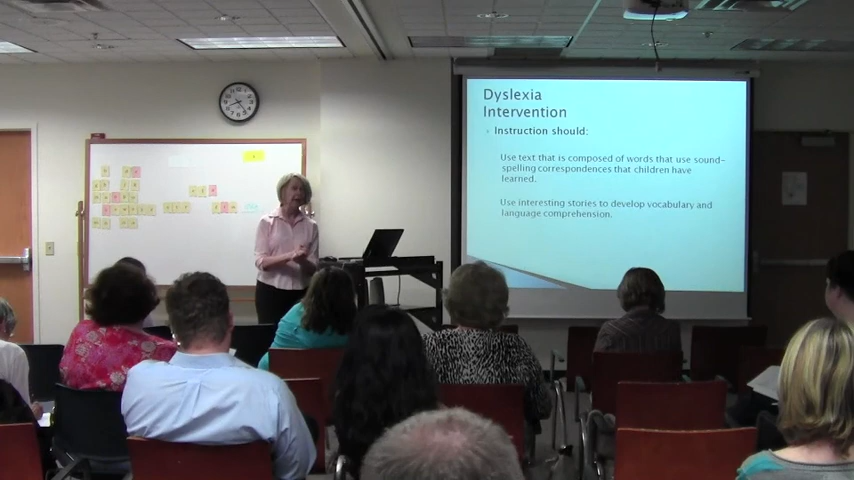 Dyslexia
Intervention
Instruction should:
Use text that is composed of words that use sound-
spelling correspondences that children have
learned.
Use interesting stories to develop vocabulary and
language comprehension.